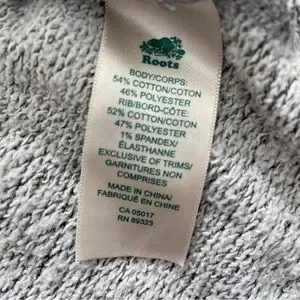 Roots
BODY/CORPS:
54% COTTON/COTON
46% POLYESTER
RIB/BORD-CÔTE:
52% COTTON/COTON
47% POLYESTER
1% SPANDEX/
ÉLASTHANNE
EXCLUSIVE OF TRIMS/
GARNITURES NON
COMPRISES
MADE IN CHINA/
FABRIQUÉ EN CHINE
CA 05017
RN 89323